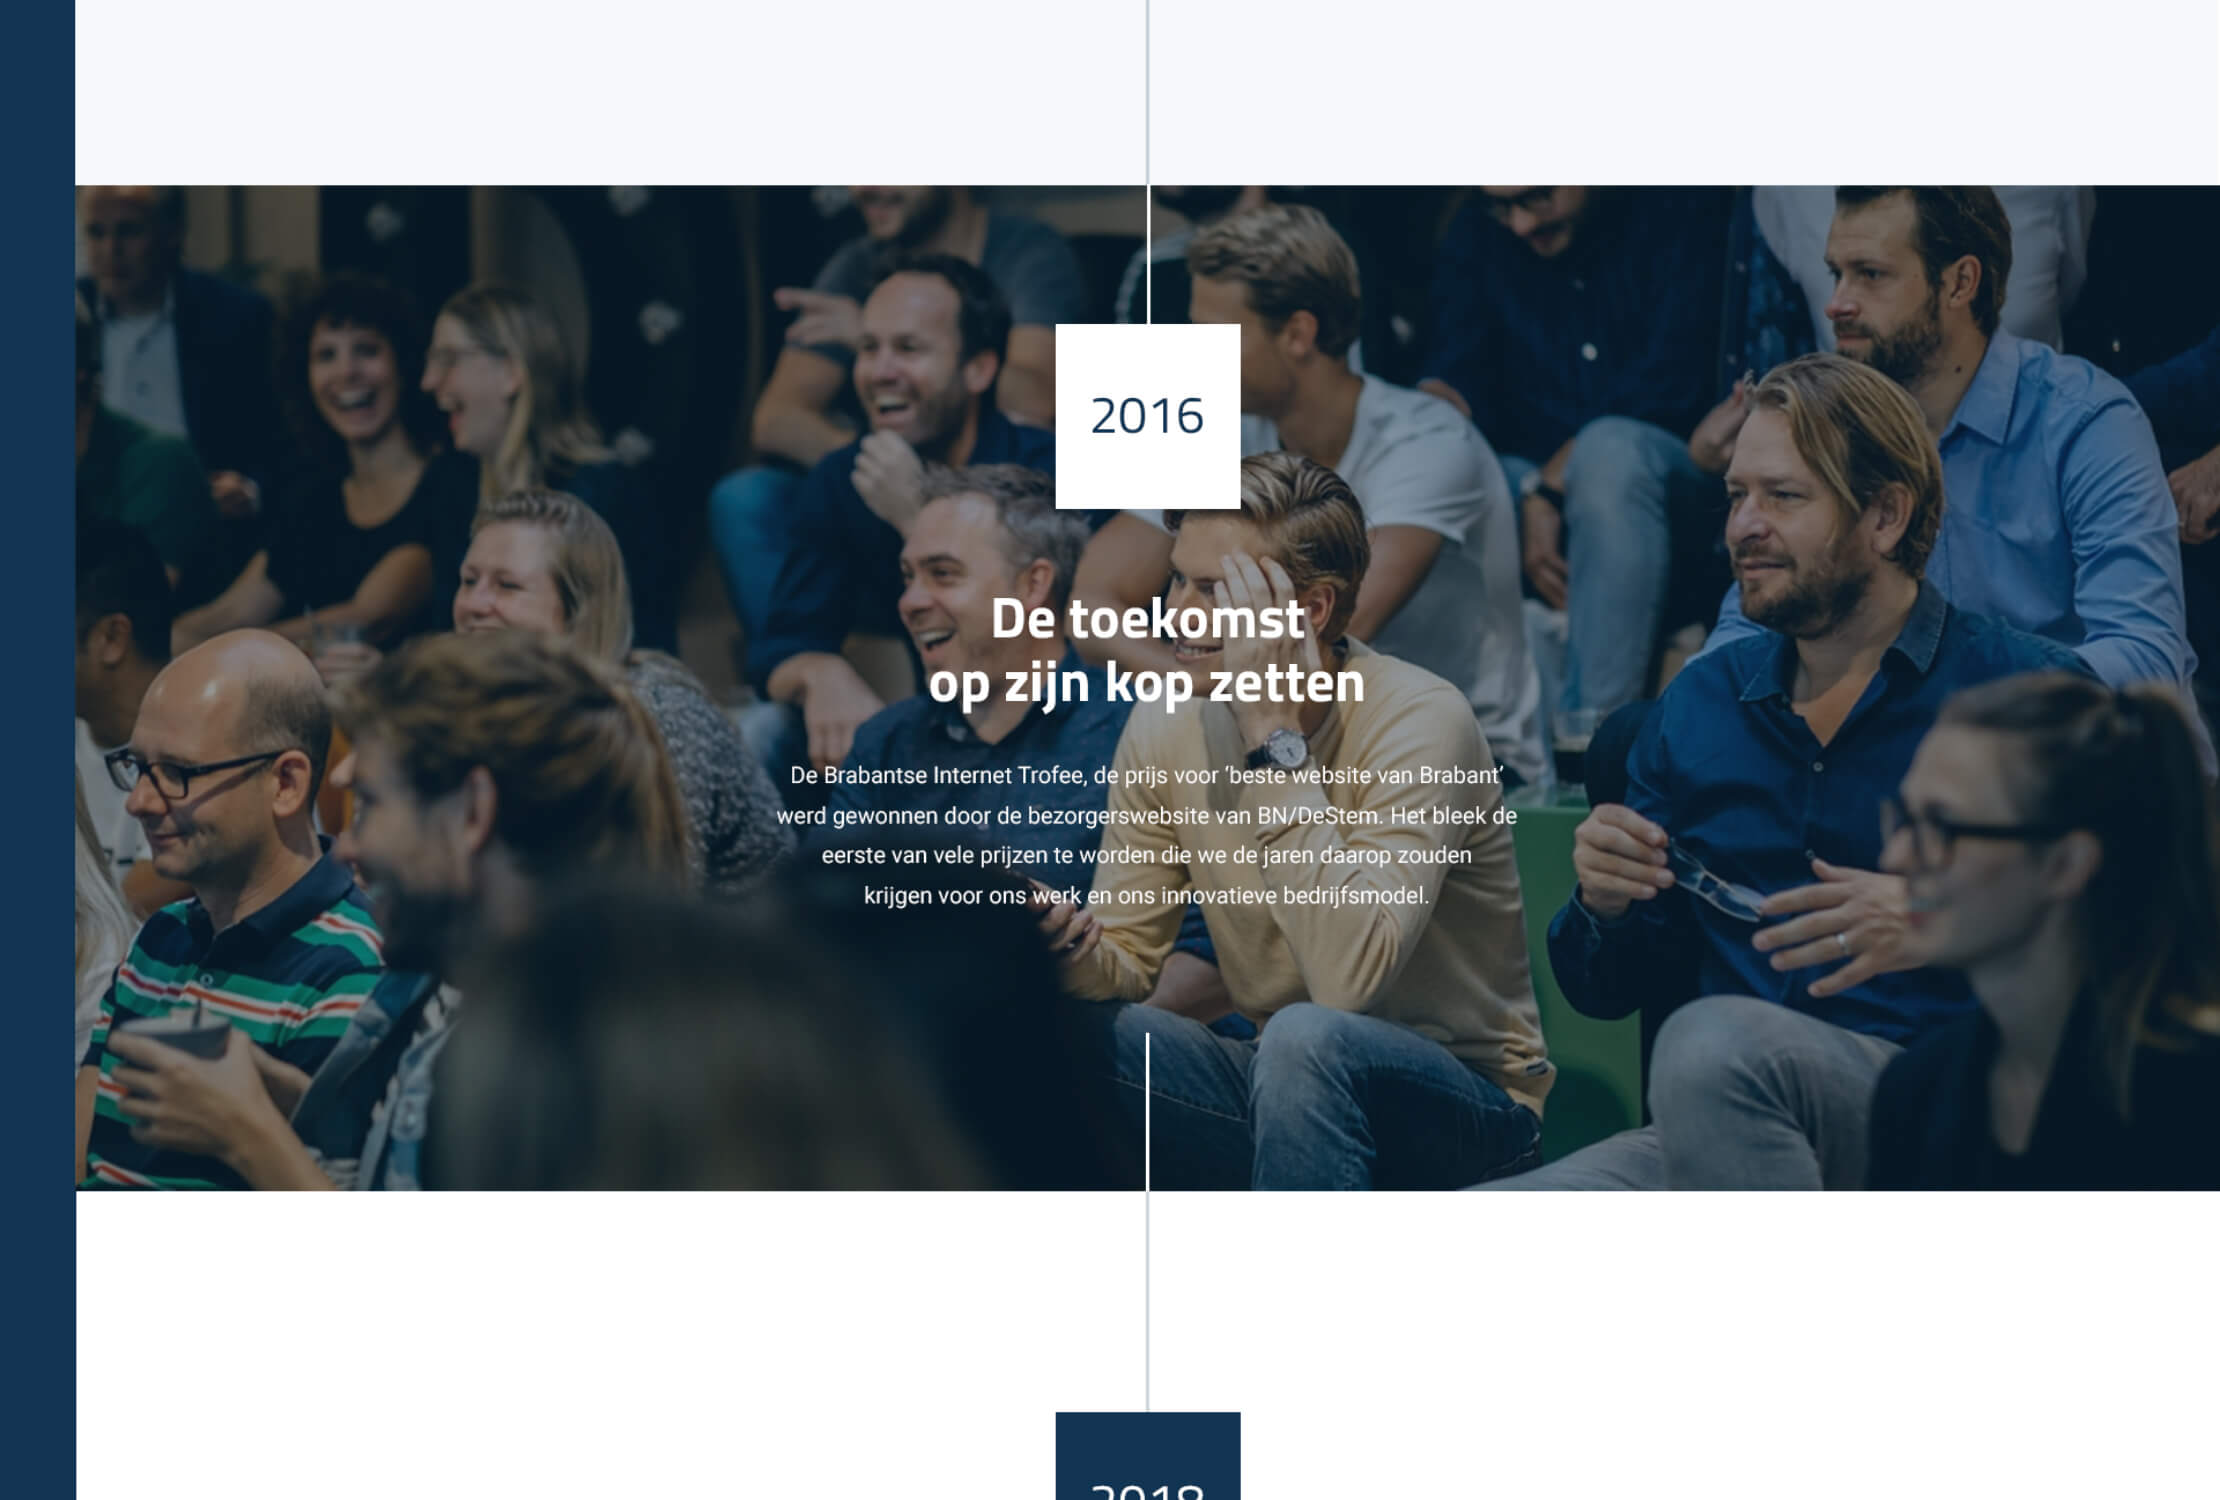 2016
De toekomst
op zijn kop zetten
De Brabantse Internet Trofee, de prijs voor ‘beste website van Brabant’
werd gewonnen door de bezorgerswebsite van BN/DeStem. Het bleek de
eerste van vele prijzen te worden die we de jaren daarop zouden
krijgen voor ons werk en ons innovatieve bedrijfsmodel.
2018